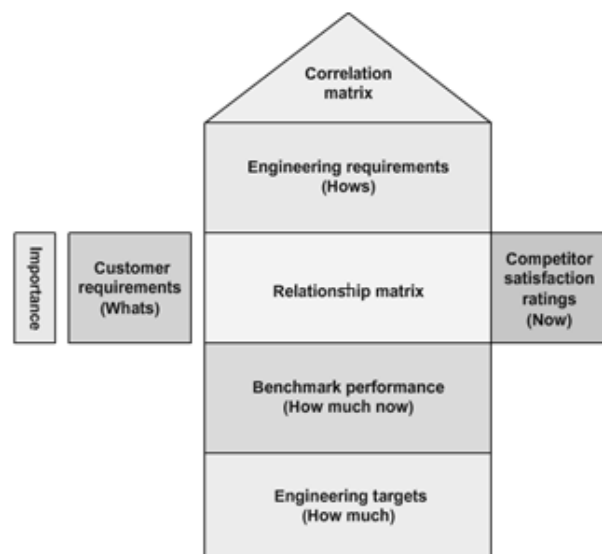 Correlation
matrix
Engineering requirements
(Hows)
Importance
Customer
requirements
(Whats)
Relationship matrix
Competitor
satisfaction
ratings
(Now)
Benchmark performance
(How much now)
Engineering targets
(How much)